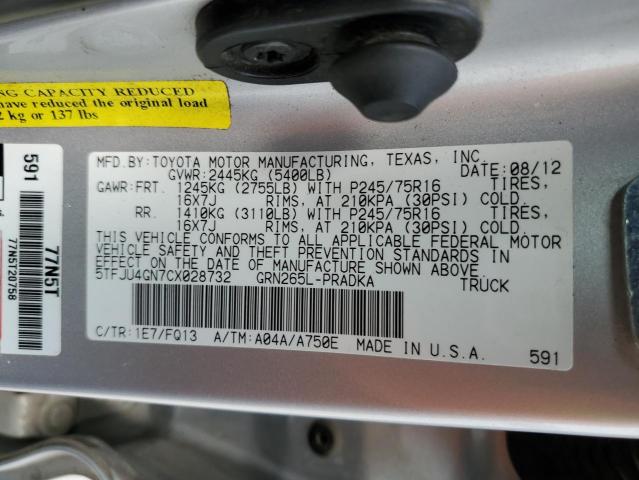 NG CAPACITY REDUCED
have reduced the original load
2 kg or 137 lbs
MFD.BY:TOYOTA MOTOR MANUFACTURING, TEXAS, INC.
GVWR:2445KG (5400LB) DATE: 08/12
GAWR:FRT. 1245KG (2755LB) WITH P245/75R16 TIRES,
16X7J RIMS, AT 210KPA (30PSI) COLD.
RR. 1410KG (3110LB) WITH P245/75R16 TIRES,
16X7J RIMS, AT 210KPA (30PSI) COLD.
THIS VEHICLE CONFORMS TO ALL APPLICABLE FEDERAL MOTOR
VEHICLE SAFETY AND THEFT PREVENTION STANDARDS IN
EFFECT ON THE DATE OF MANUFACTURE SHOWN ABOVE.
5TFJU4GN7CX028732 GRN265L-PRADKA TRUCK
C/TR:1E7/FQ13 A/TM:A04A/A750E MADE IN U.S.A. 591
591
77N5T
77N5T20758